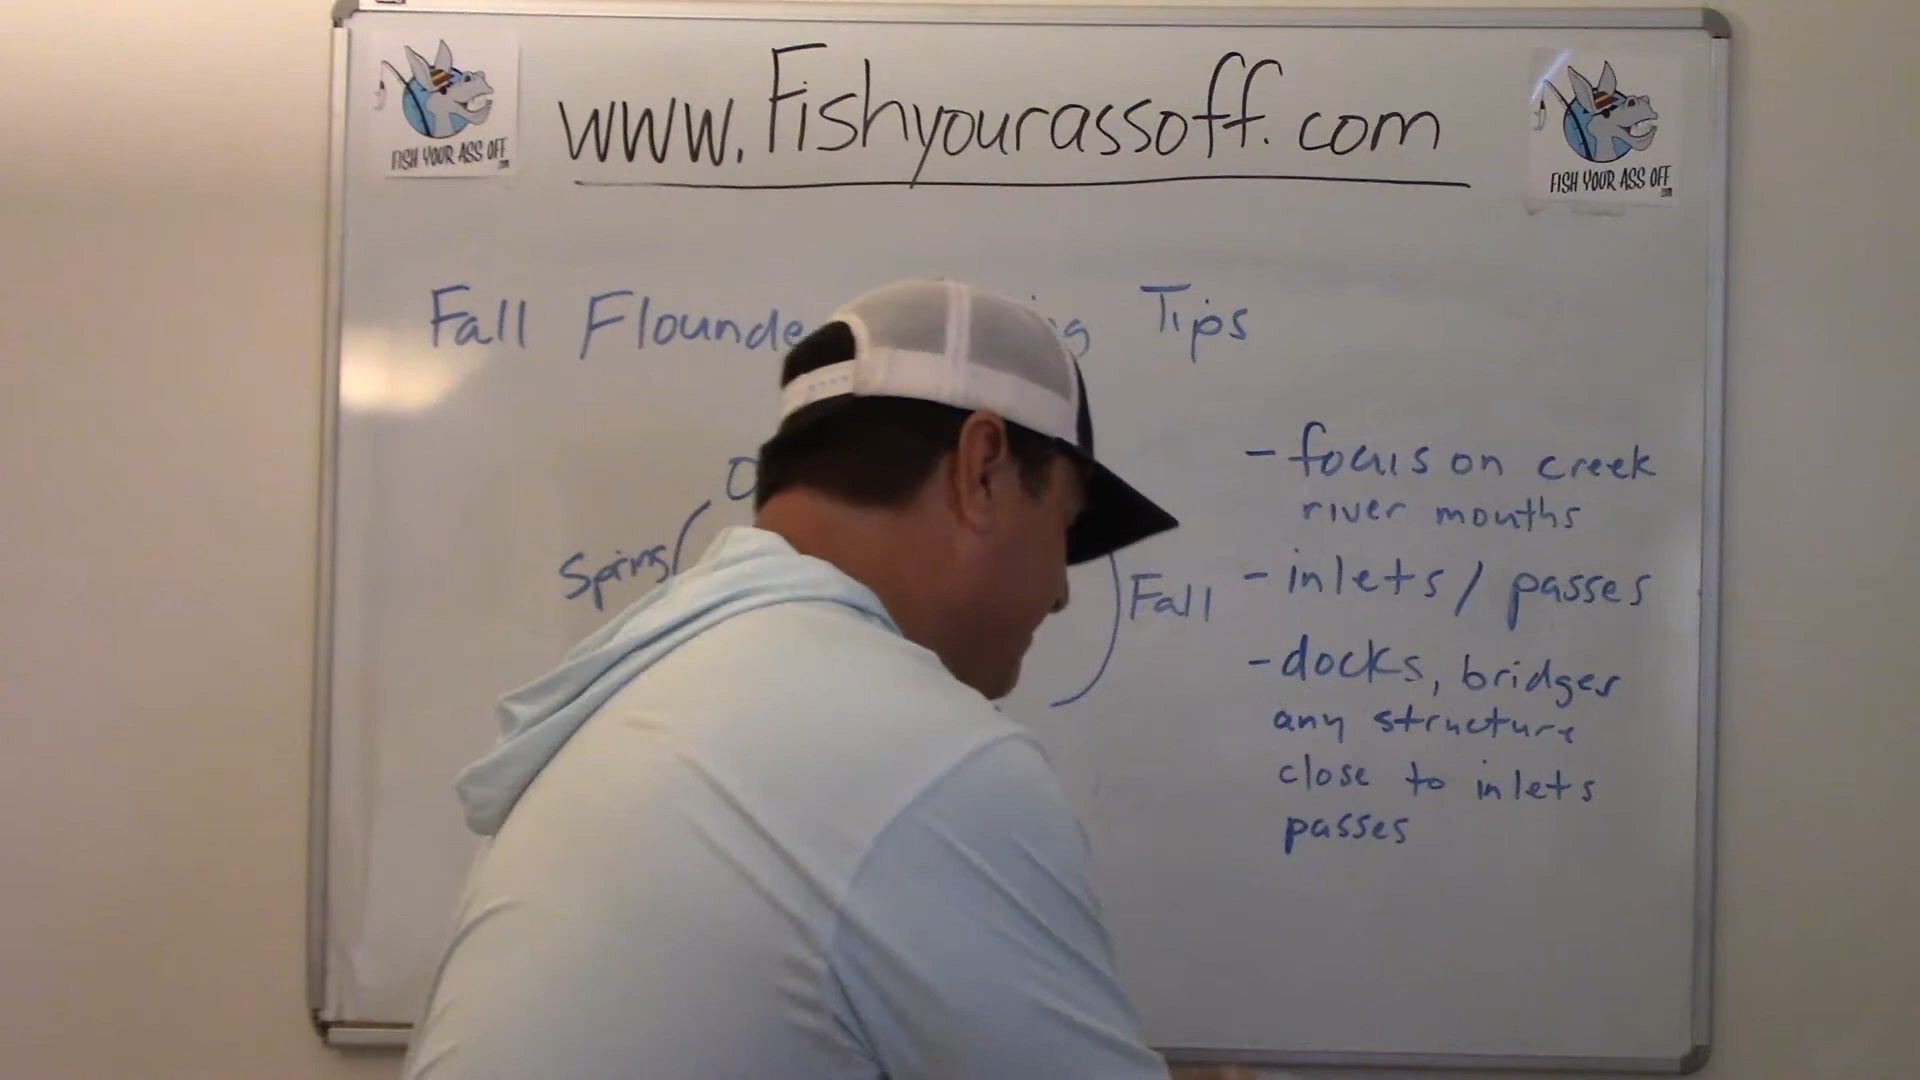 www.Fishyourassoff.com
FISH YOUR ASS OFF
.com
FISH YOUR ASS OFF
.com
Fall Tips
Spring
Fall
- focus on creek
river mouths
- inlets / passes
- docks, bridges
any structure
close to inlets
passes